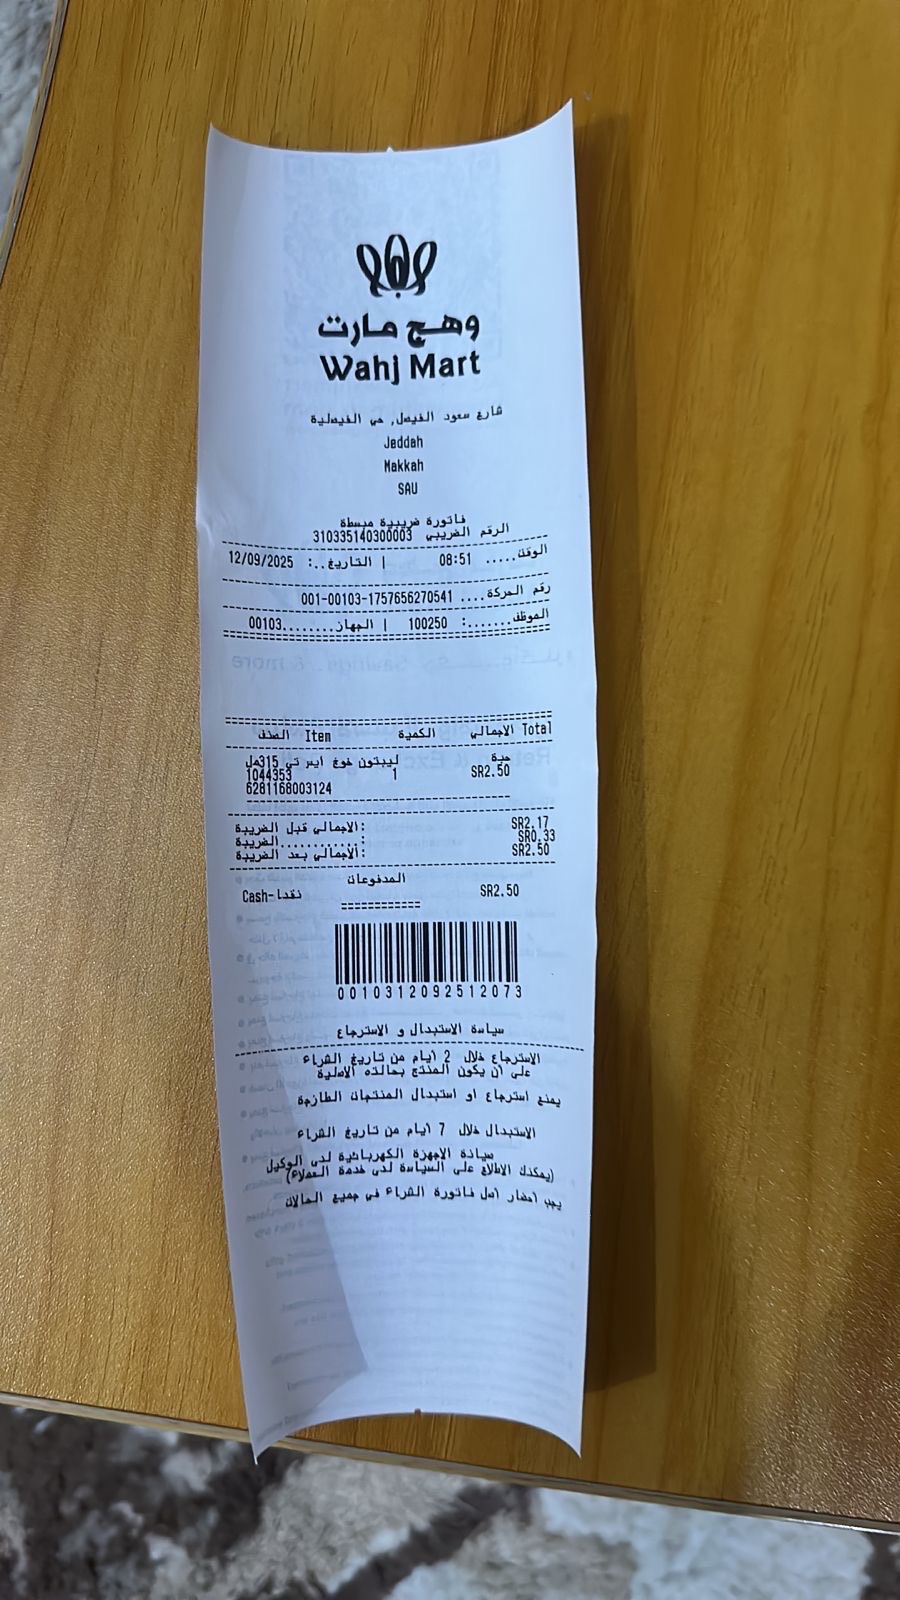 وهج مارت
Wahj Mart
شارع سعود الفيصل, حي الفيصلية
Jeddah
Makkah
SAU
فاتورة ضريبية مبسطة
الرقم الضريبي 310335140300003
الوقت.....: 08:51 | التاريخ..: 12/09/2025
رقم الحركة.... 001-00103-1757656270541
الموظف.......: 100250 | الجهاز........00103
الصنف Item الكمية الاجمالي Total
ليبتون خوخ ايس تي 315مل حبة
1044353 1 SR2.50
6281168003124
الاجمالي قبل الضريبة: SR2.17
الضريبة............: SR0.33
الاجمالي بعد الضريبة: SR2.50
المدفوعات
نقدا-Cash SR2.50
============
0010312092512073
سياسة الاستبدال و الاسترجاع
الاسترجاع خلال 2 ايام من تاريخ الشراء
على ان يكون المنتج بحالته الاصلية
يمنع استرجاع او استبدال المنتجات الطازجة
الاستبدال خلال 7 ايام من تاريخ الشراء
صيانة الاجهزة الكهربائية لدى الوكيل
(يمكنك الاطلاع على السياسة لدى خدمة العملاء)
يجب احضار اصل فاتورة الشراء في جميع الحالات